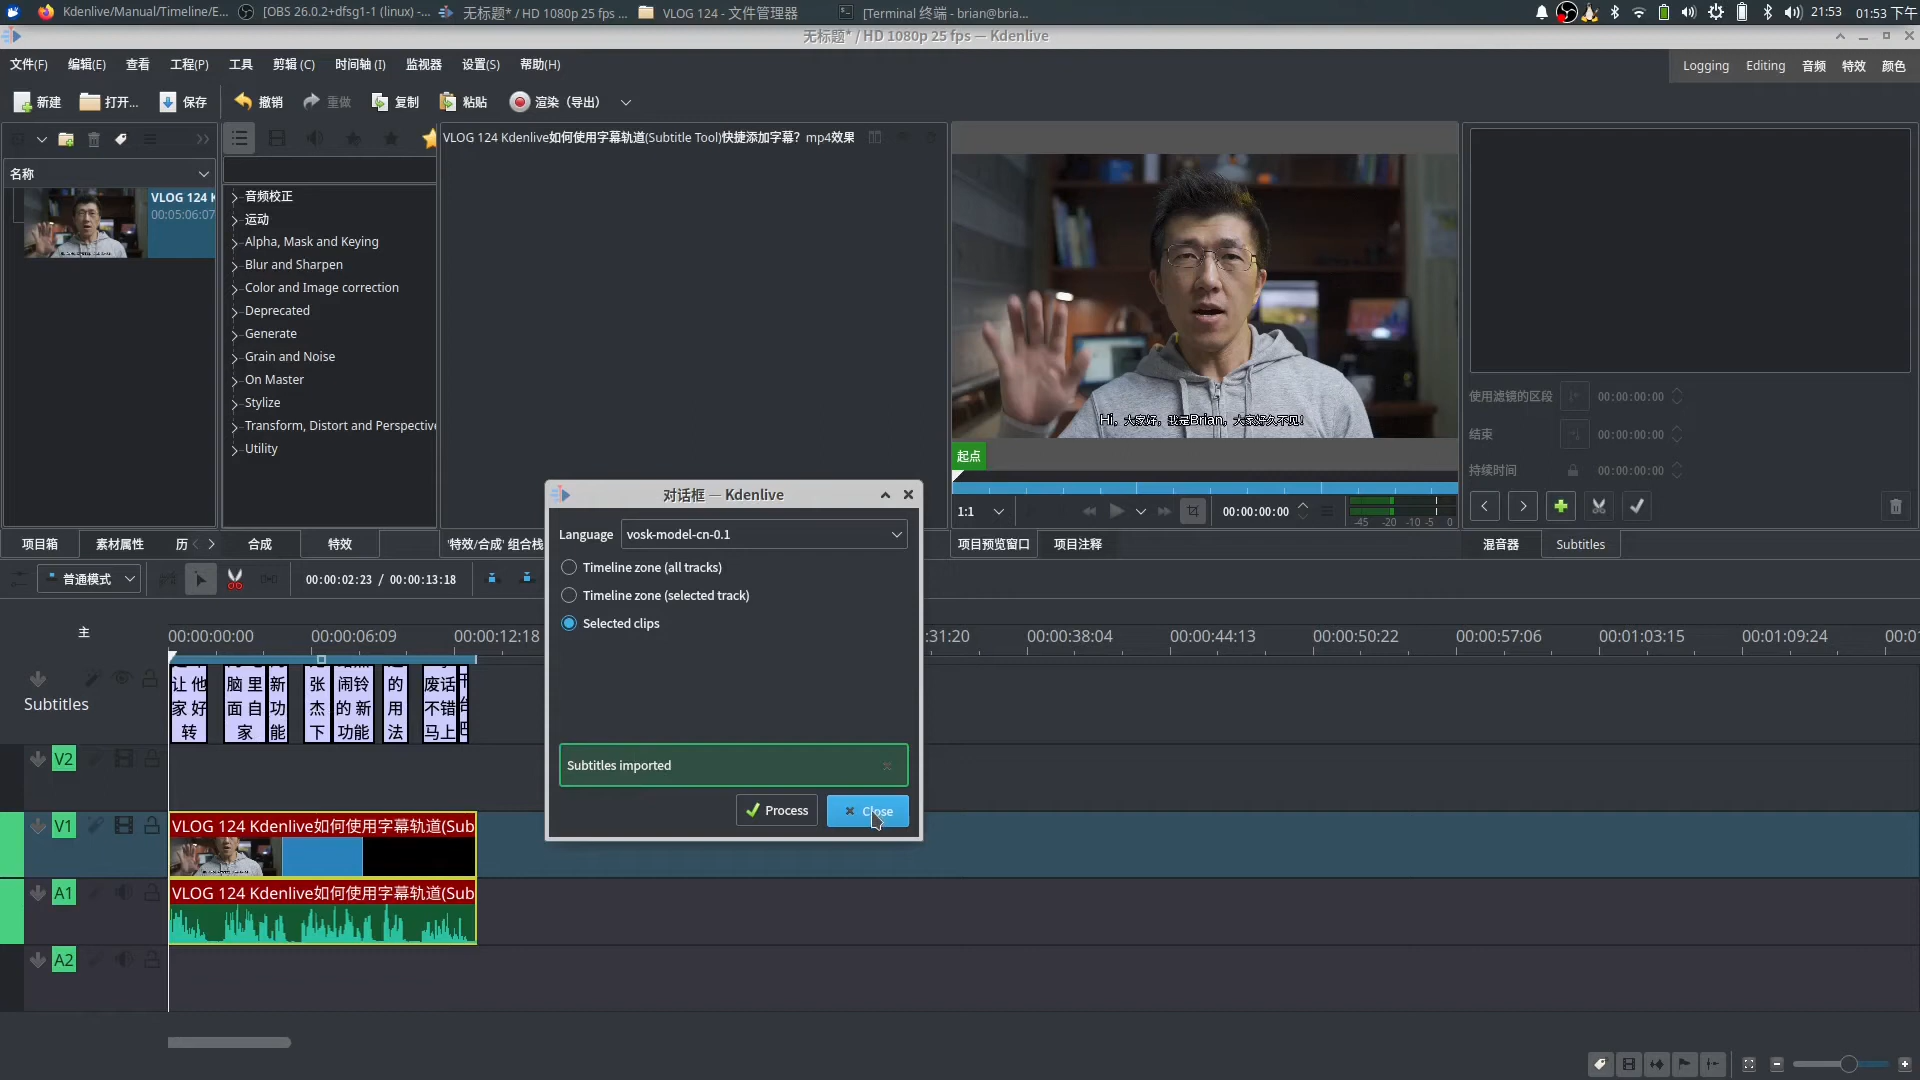 Kdenlive/Manual/Timeline/E...
[OBS 26.0.2+dfsg1-1 (linux) -...
无标题* / HD 1080p 25 fps ...
VLOG 124 - 文件管理器
[Terminal 终端 - brian@bria...
21:53
01:53 下午
无标题* / HD 1080p 25 fps — Kdenlive
文件(F) 编辑(E) 查看 工程(P) 工具 剪辑 (C) 时间轴 (I) 监视器 设置(S) 帮助(H)
Logging Editing 音频 特效 颜色
新建 打开... 保存 撤销 重做 复制 粘贴 渲染（导出）
VLOG 124 Kdenlive如何使用字幕轨道(Subtitle Tool)快捷添加字幕？mp4效果
名称
VLOG 124 K
00:05:06:07
音频校正
运动
Alpha, Mask and Keying
Blur and Sharpen
Color and Image correction
Deprecated
Generate
Grain and Noise
On Master
Stylize
Transform, Distort and Perspective
Utility
Hi，大家好，我是Brian，大家好久不见！
起点
1:1
00:00:00:00
-45 -20 -10 -5 0
使用滤镜的区段 00:00:00:00
结束 00:00:00:00
持续时间 00:00:00:00
项目箱 素材属性 历 合成 特效 '特效/合成' 组合栈
项目预览窗口 项目注释
混音器 Subtitles
普通模式
00:00:02:23 / 00:00:13:18
对话框 — Kdenlive
Language vosk-model-cn-0.1
Timeline zone (all tracks)
Timeline zone (selected track)
Selected clips
Subtitles imported
Process Close
主
00:00:00:00 00:00:06:09 00:00:12:18 :31:20 00:00:38:04 00:00:44:13 00:00:50:22 00:00:57:06 00:01:03:15 00:01:09:24 00:0
Subtitles
让 他 脑 里 新 张 闹铃 的 废话
家 好 面 自 功 杰 的 新 用 不错
转 家 能 下 功能 法 马上
V2
V1
VLOG 124 Kdenlive如何使用字幕轨道(Sub
A1
VLOG 124 Kdenlive如何使用字幕轨道(Sub
A2